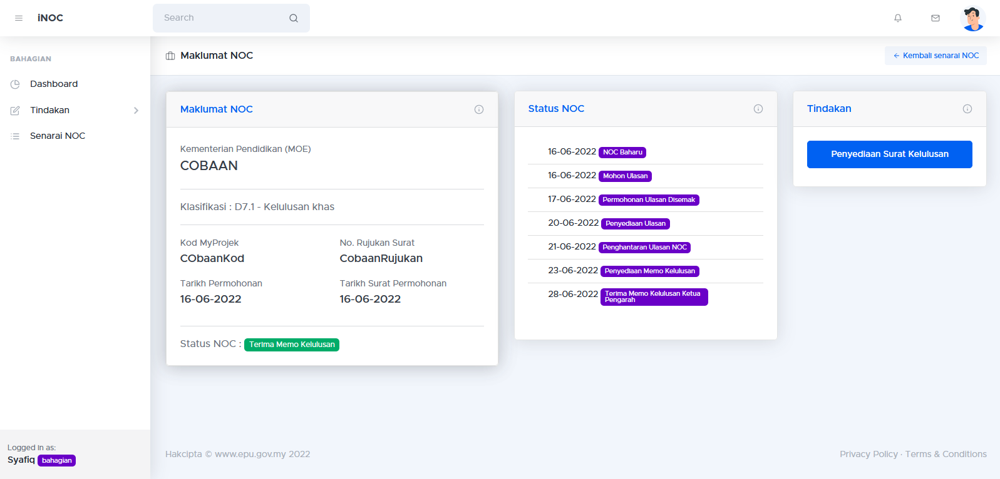 iNOC
Search
BAHAGIAN
Dashboard
Tindakan
Senarai NOC
Logged in as:
Syafiq bahagian
Maklumat NOC
Kembali senarai NOC
Maklumat NOC
Kementerian Pendidikan (MOE)
COBAAN
Klasifikasi : D7.1 - Kelulusan khas
Kod MyProjek
CObaanKod
No. Rujukan Surat
CobaanRujukan
Tarikh Permohonan
16-06-2022
Tarikh Surat Permohonan
16-06-2022
Status NOC : Terima Memo Kelulusan
Status NOC
16-06-2022 NOC Baharu
16-06-2022 Mohon Ulasan
17-06-2022 Permohonan Ulasan Disemak
20-06-2022 Penyediaan Ulasan
21-06-2022 Penghantaran Ulasan NOC
23-06-2022 Penyediaan Memo Kelulusan
28-06-2022 Terima Memo Kelulusan Ketua
Pengarah
Tindakan
Penyediaan Surat Kelulusan
Hakcipta © www.epu.gov.my 2022
Privacy Policy · Terms & Conditions